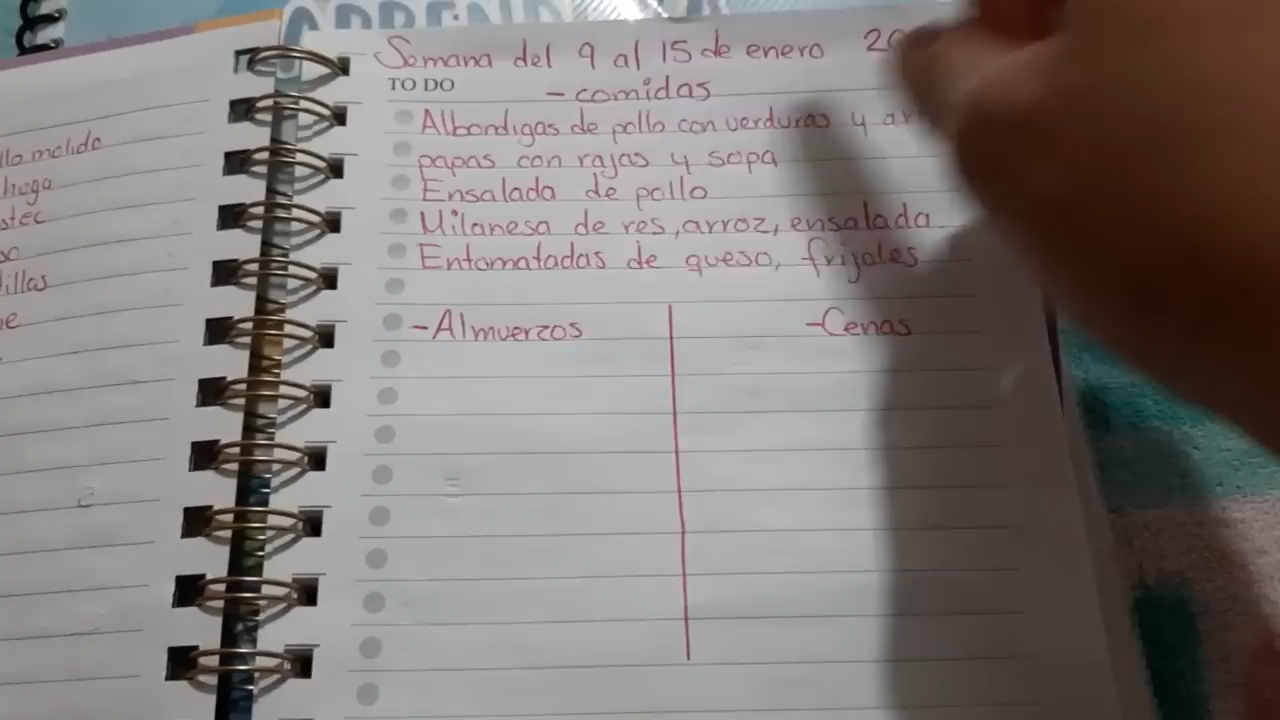 Semana del 9 al 15 de enero
TO DO
- comidas
Albondigas de pollo con verduras y
papas con rajas y sopa
Ensalada de pollo
Milanesa de res, arroz, ensalada
Entomatadas de queso, frijoles
- Almuerzos
- Cenas
molido